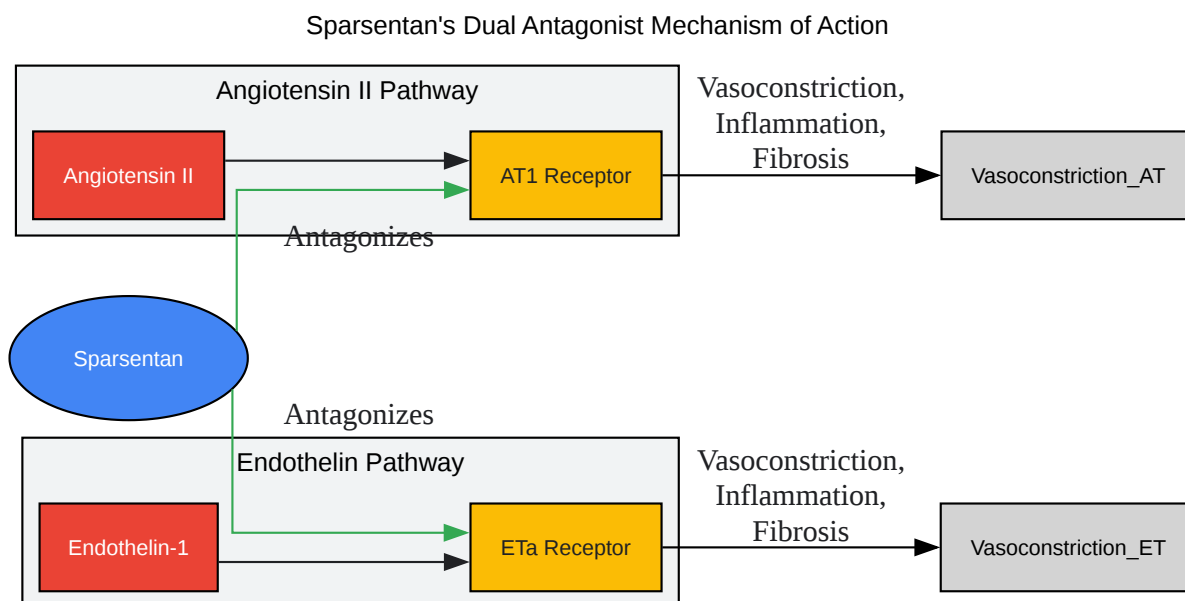 Sparsentan's Dual Antagonist Mechanism of Action
Angiotensin II Pathway
Angiotensin II
AT1 Receptor
Vasoconstriction,
Inflammation,
Fibrosis
Vasoconstriction_AT
Antagonizes
Sparsentan
Antagonizes
Endothelin Pathway
Endothelin-1
ETa Receptor
Vasoconstriction,
Inflammation,
Fibrosis
Vasoconstriction_ET